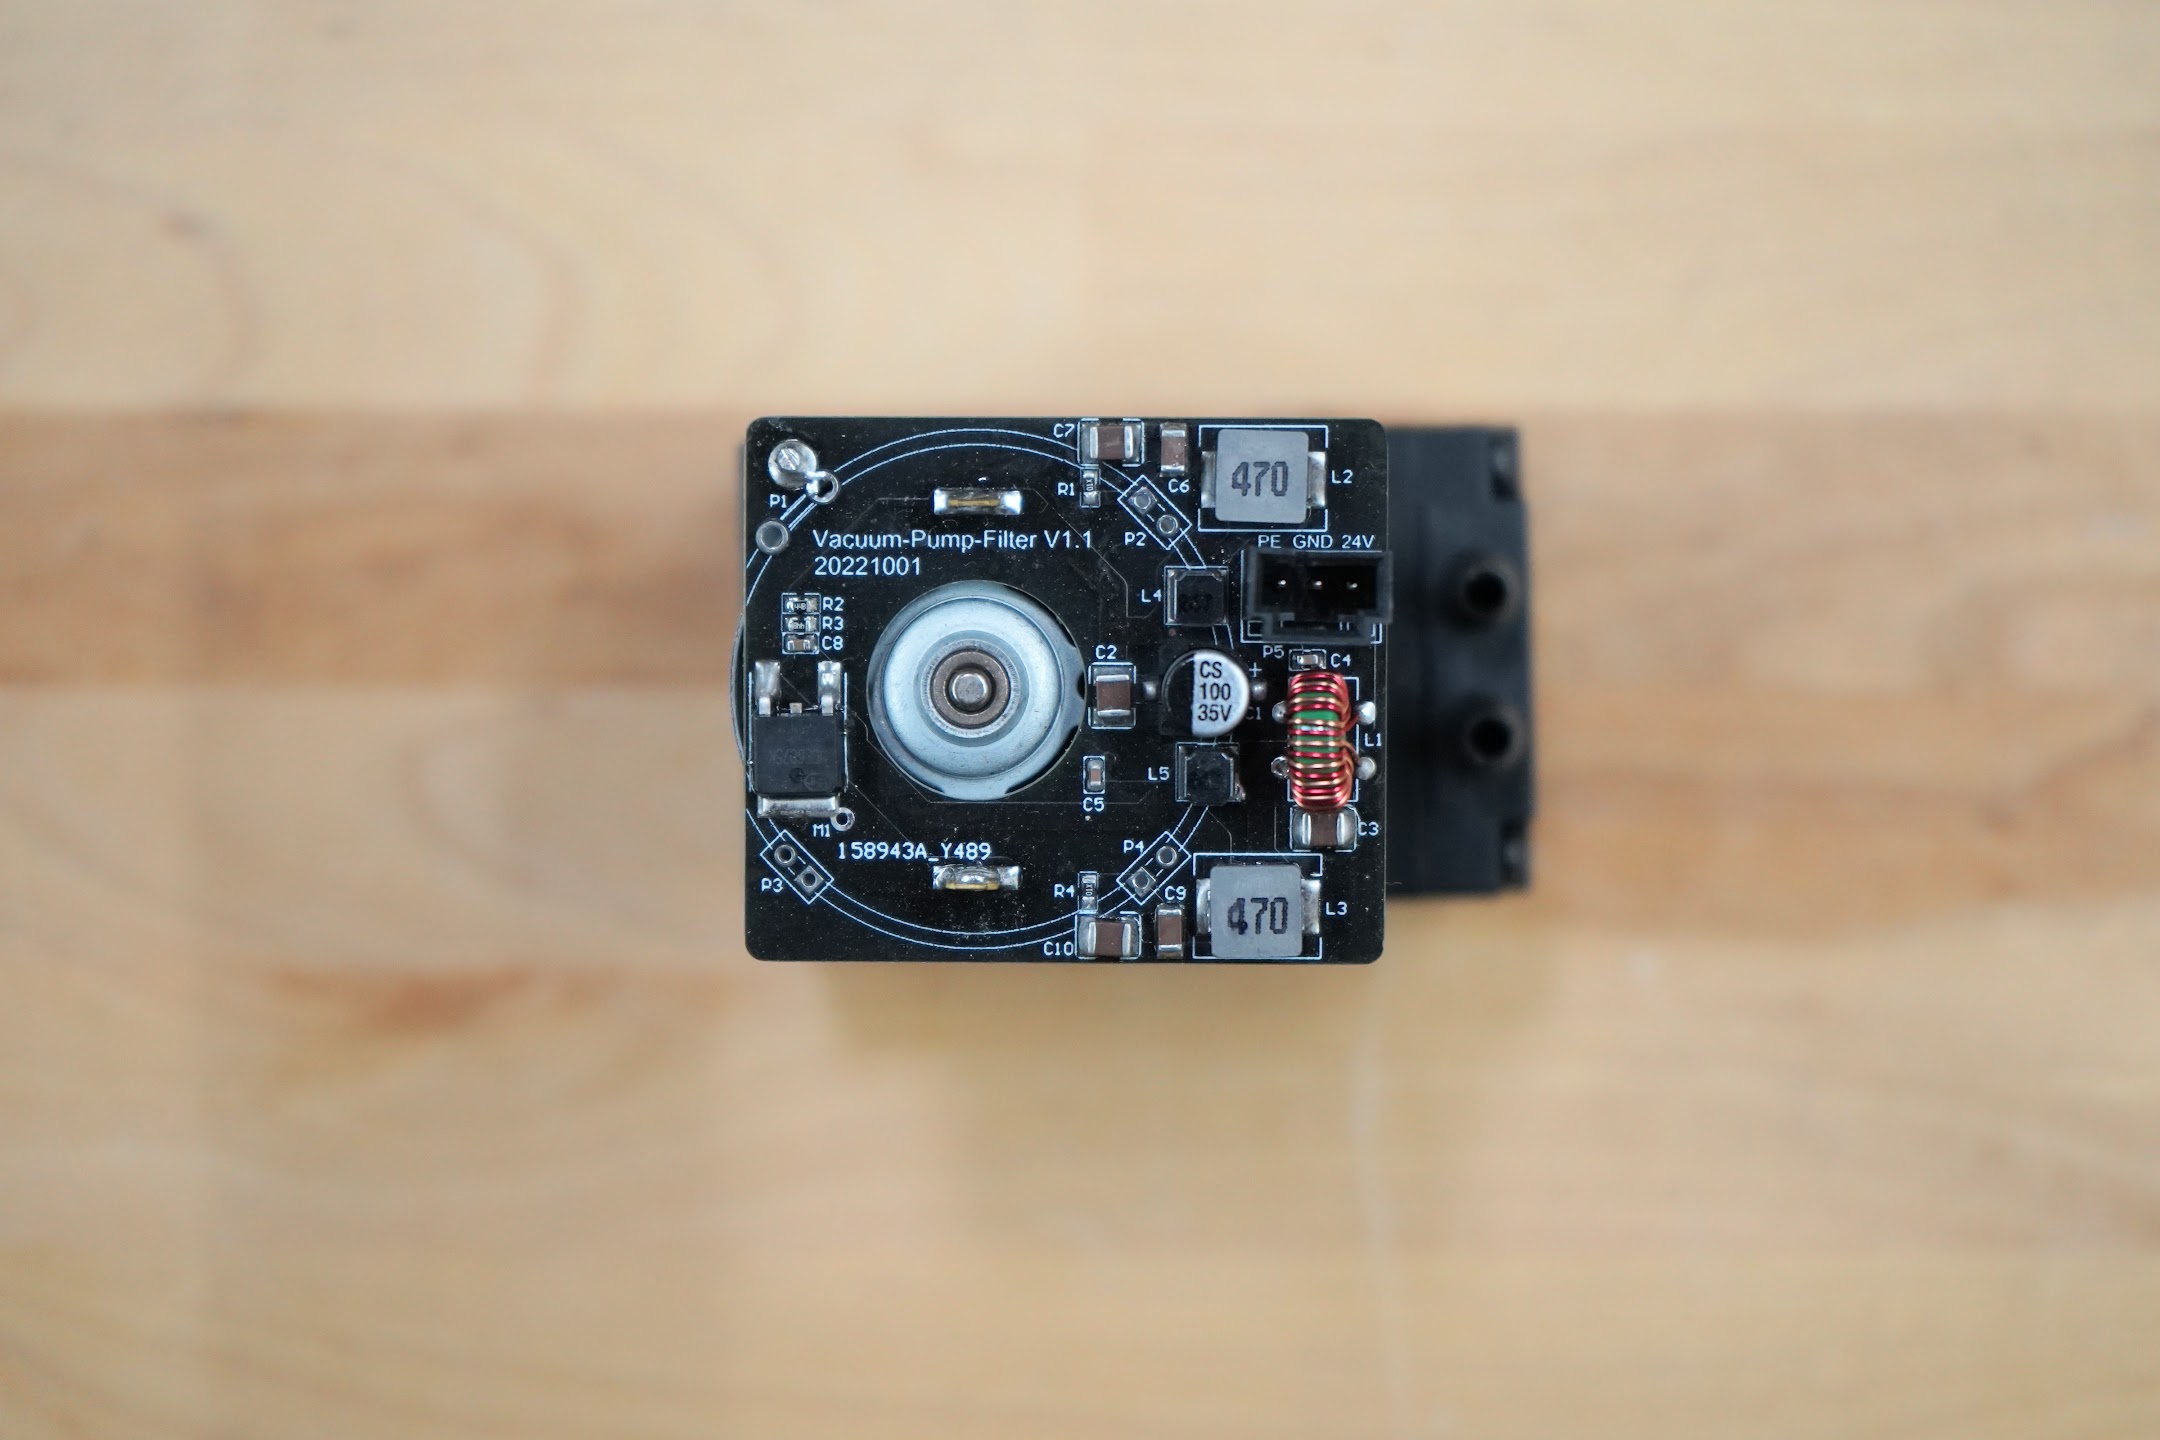 C7
470
L2
P1
R1
C6
P2
Vacuum-Pump-Filter V1.1
20221001
PE GND 24V
L4
R2
R3
C8
C2
P5
C4
CS
100
35V
+
C1
L1
L5
C5
M1
C3
158943A_Y489
P4
P3
R4
C9
470
L3
C10